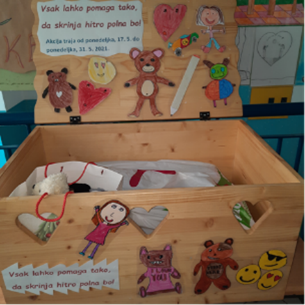 Vsak lahko pomaga tako,
da skrinja hitro polna bo!
Akcija traja od ponedeljka, 17. 5. do
ponedeljka, 31. 5. 2021.
Vsak lahko pomaga tako,
da skrinja hitro polna bo!